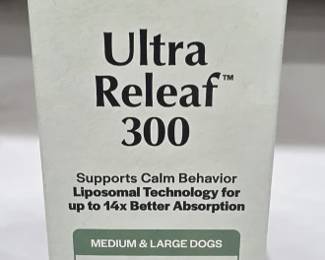 Ultra
Releaf™
300
Supports Calm Behavior
Liposomal Technology for
up to 14x Better Absorption
MEDIUM & LARGE DOGS